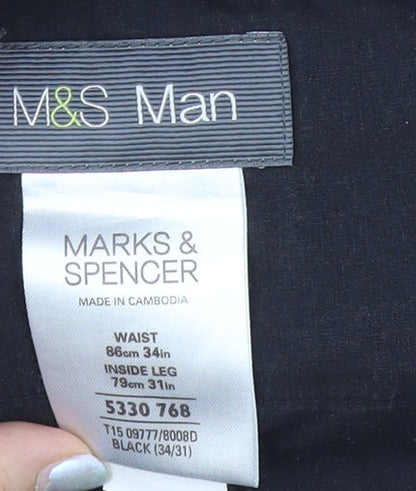 M&S Man
MARKS &
SPENCER
MADE IN CAMBODIA
WAIST
86cm 34in
INSIDE LEG
79cm 31in
5330 768
T15 09777/8008D
BLACK (34/31)